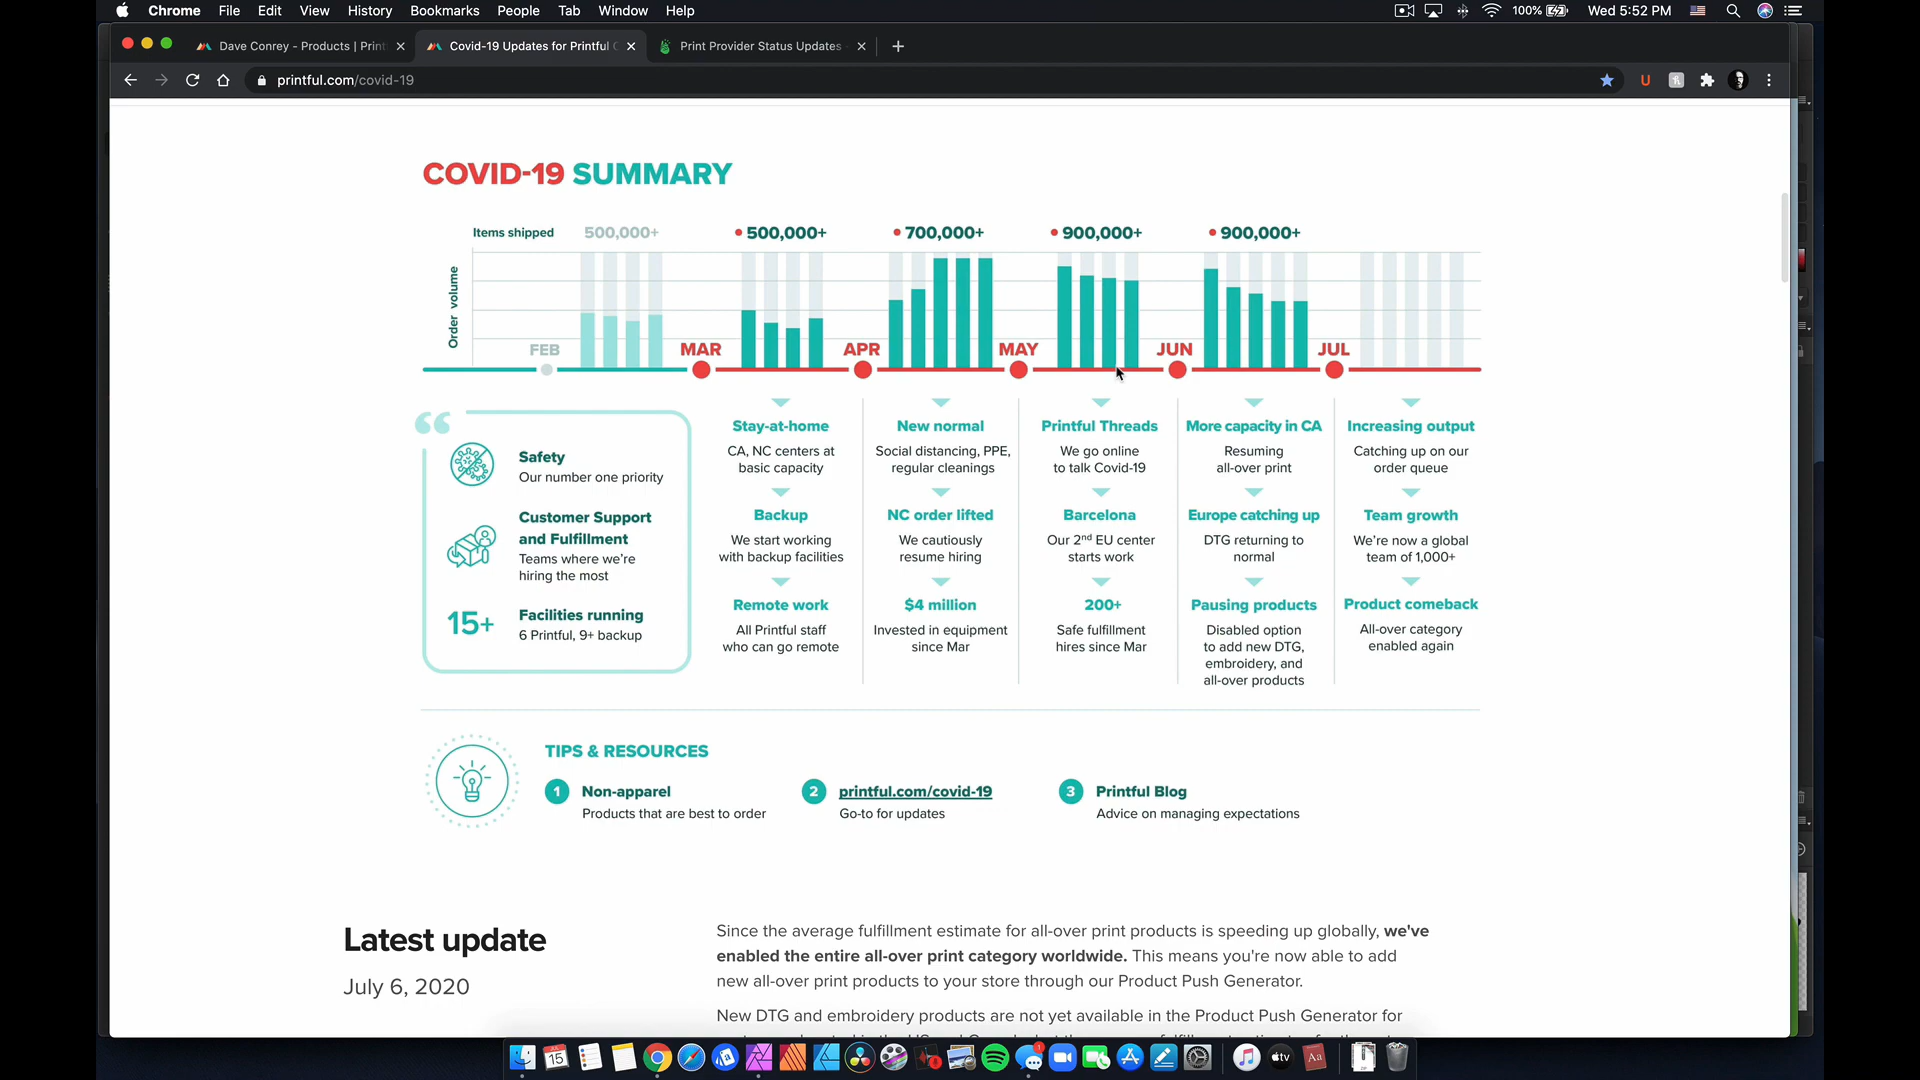 Chrome File Edit View History Bookmarks People Tab Window Help
100% Wed 5:52 PM
Dave Conrey - Products | Print
Covid-19 Updates for Printful
Print Provider Status Updates
printful.com/covid-19
COVID-19 SUMMARY
Items shipped 500,000+ 500,000+ 700,000+ 900,000+ 900,000+
Order volume
FEB MAR APR MAY JUN JUL
Safety
Our number one priority
Customer Support
and Fulfillment
Teams where we're
hiring the most
15+
Facilities running
6 Printful, 9+ backup
Stay-at-home
CA, NC centers at
basic capacity
Backup
We start working
with backup facilities
Remote work
All Printful staff
who can go remote
New normal
Social distancing, PPE,
regular cleanings
NC order lifted
We cautiously
resume hiring
$4 million
Invested in equipment
since Mar
Printful Threads
We go online
to talk Covid-19
Barcelona
Our 2nd EU center
starts work
200+
Safe fulfillment
hires since Mar
More capacity in CA
Resuming
all-over print
Europe catching up
DTG returning to
normal
Pausing products
Disabled option
to add new DTG,
embroidery, and
all-over products
Increasing output
Catching up on our
order queue
Team growth
We're now a global
team of 1,000+
Product comeback
All-over category
enabled again
TIPS & RESOURCES
1 Non-apparel
Products that are best to order
2 printful.com/covid-19
Go-to for updates
3 Printful Blog
Advice on managing expectations
Latest update
July 6, 2020
Since the average fulfillment estimate for all-over print products is speeding up globally, we've
enabled the entire all-over print category worldwide. This means you're now able to add
new all-over print products to your store through our Product Push Generator.
New DTG and embroidery products are not yet available in the Product Push Generator for